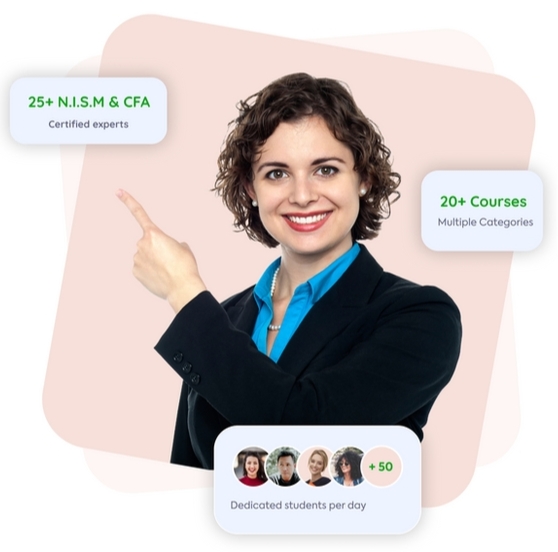 25+ N.I.S.M & CFA
Certified experts
20+ Courses
Multiple Categories
+ 50
Dedicated students per day